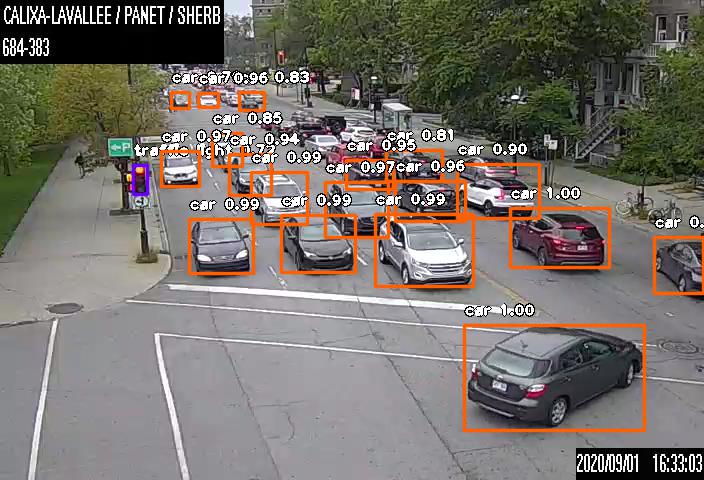 CALIXA-LAVALLEE / PANET / SHERB
684-383
car 0.96
0.83
car 0.85
car 0.97
car 0.94
traffic light 0.72
car 0.99
car 0.95
car 0.81
car 0.97
car 0.96
car 0.90
car 0.99
car 0.99
car 0.99
car 1.00
car 0.
car 1.00
←P
2020/09/01 16:33:03